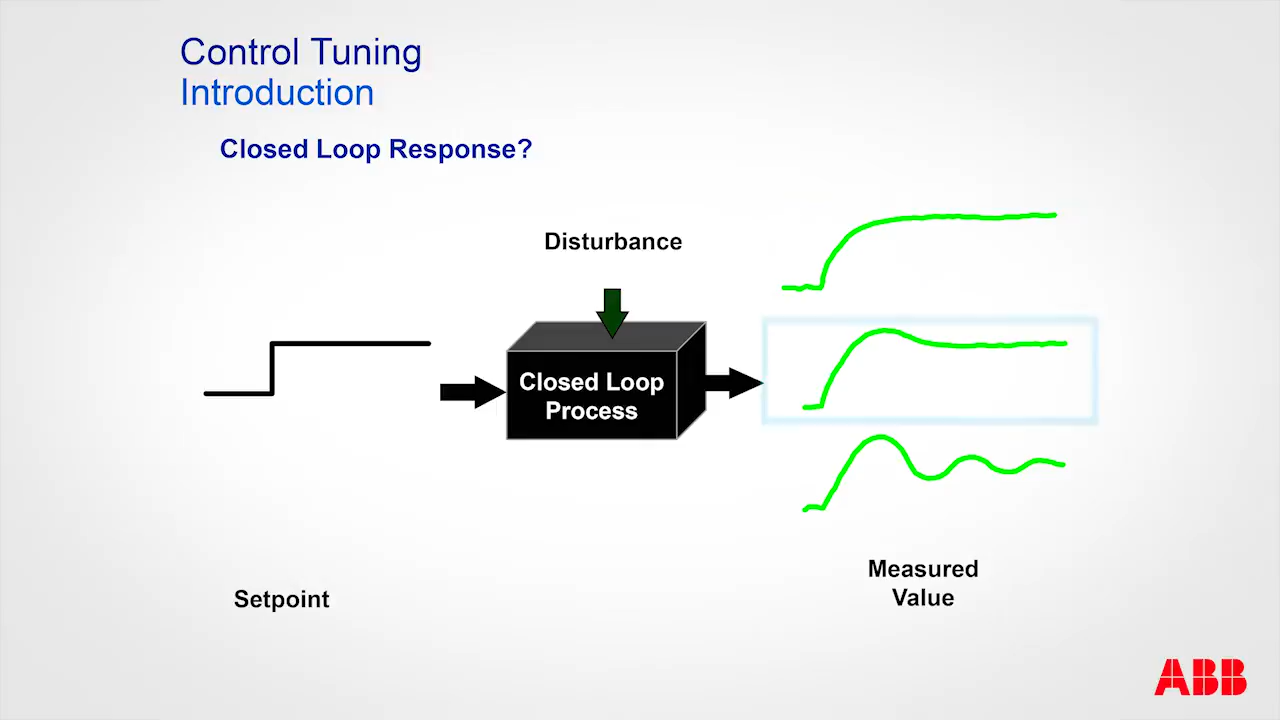 Control Tuning
Introduction
Closed Loop Response?
Disturbance
Closed Loop
Process
Measured
Value
Setpoint
ABB